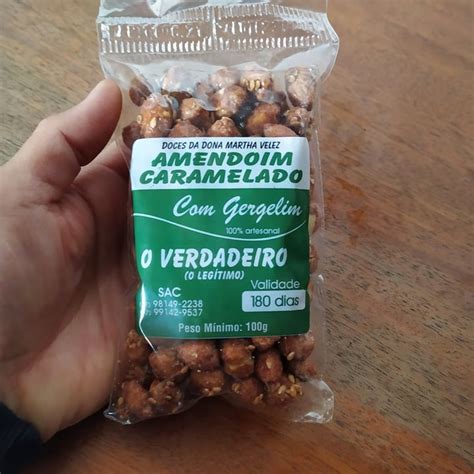 DOCES DA DONA MARTHA VELEZ
AMENDOIM
CARAMELADO
Com Gergelim
100% artesanal
O VERDADEIRO
(O LEGÍTIMO)
SAC
98149-2238
99142-9537
Validade
180 dias
Peso Mínimo: 100g